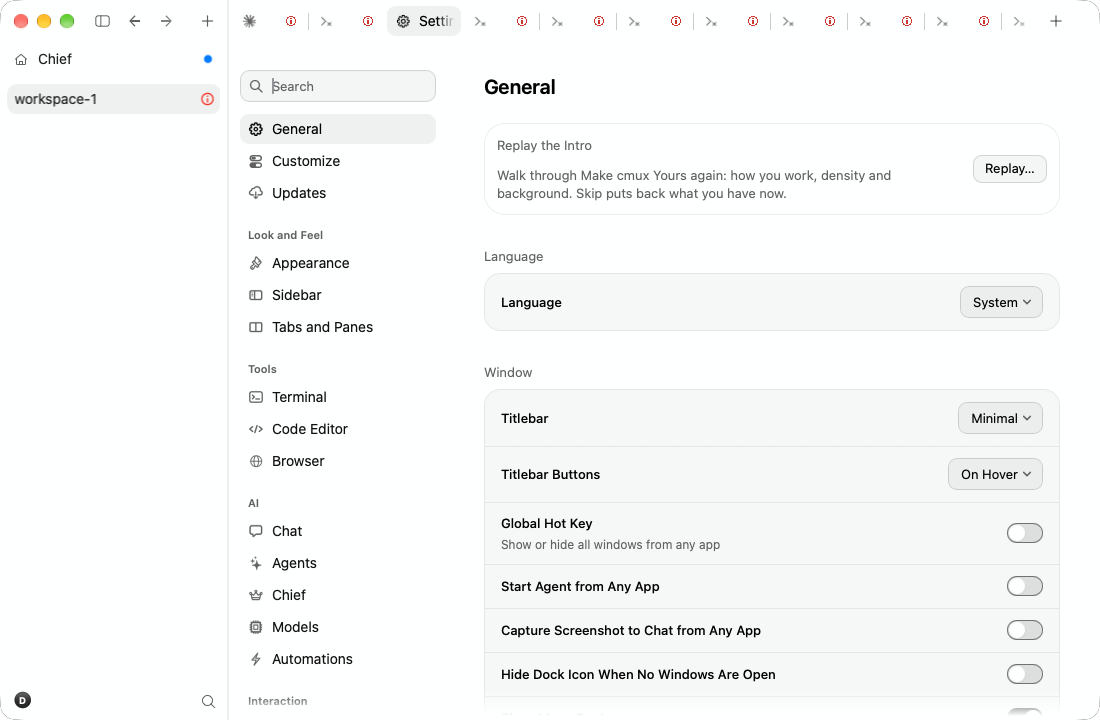 Settin
Chief
workspace-1
D
Search
General
Customize
Updates
Look and Feel
Appearance
Sidebar
Tabs and Panes
Tools
Terminal
Code Editor
Browser
AI
Chat
Agents
Chief
Models
Automations
Interaction
General
Replay the Intro
Walk through Make cmux Yours again: how you work, density and
background. Skip puts back what you have now.
Replay...
Language
Language
System
Window
Titlebar
Minimal
Titlebar Buttons
On Hover
Global Hot Key
Show or hide all windows from any app
Start Agent from Any App
Capture Screenshot to Chat from Any App
Hide Dock Icon When No Windows Are Open